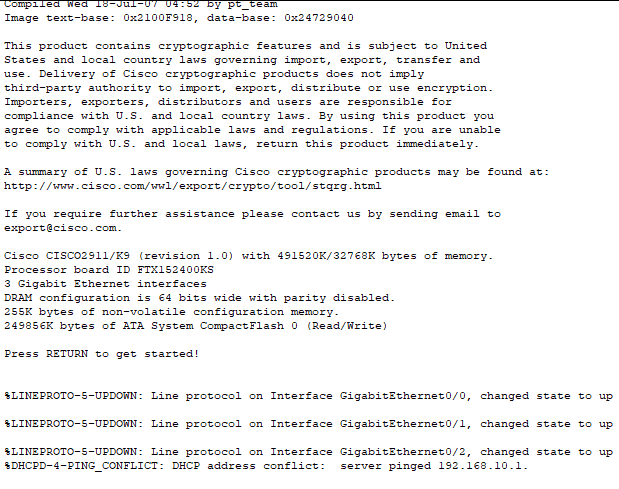 Compiled Wed 18-Jul-07 04:52 by pt_team
Image text-base: 0x2100F918, data-base: 0x24729040
This product contains cryptographic features and is subject to United
States and local country laws governing import, export, transfer and
use. Delivery of Cisco cryptographic products does not imply
third-party authority to import, export, distribute or use encryption.
Importers, exporters, distributors and users are responsible for
compliance with U.S. and local country laws. By using this product you
agree to comply with applicable laws and regulations. If you are unable
to comply with U.S. and local laws, return this product immediately.
A summary of U.S. laws governing Cisco cryptographic products may be found at:
http://www.cisco.com/wwl/export/crypto/tool/stqrg.html
If you require further assistance please contact us by sending email to
export@cisco.com.
Cisco CISCO2911/K9 (revision 1.0) with 491520K/32768K bytes of memory.
Processor board ID FTX152400KS
3 Gigabit Ethernet interfaces
DRAM configuration is 64 bits wide with parity disabled.
255K bytes of non-volatile configuration memory.
249856K bytes of ATA System CompactFlash 0 (Read/Write)
Press RETURN to get started!
%LINEPROTO-5-UPDOWN: Line protocol on Interface GigabitEthernet0/0, changed state to up
%LINEPROTO-5-UPDOWN: Line protocol on Interface GigabitEthernet0/1, changed state to up
%LINEPROTO-5-UPDOWN: Line protocol on Interface GigabitEthernet0/2, changed state to up
%DHCPD-4-PING_CONFLICT: DHCP address conflict:  server pinged 192.168.10.1.